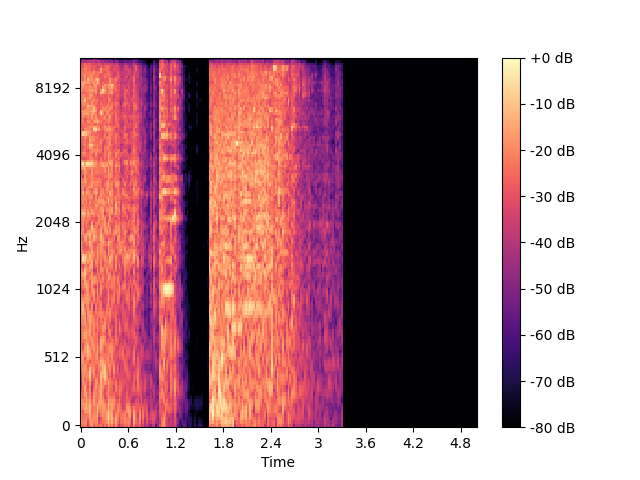 +0 dB
8192
-10 dB
4096
-20 dB
-30 dB
2048
-40 dB
Hz
1024
-50 dB
512
-60 dB
-70 dB
0
-80 dB
0 0.6 1.2 1.8 2.4 3 3.6 4.2 4.8
Time